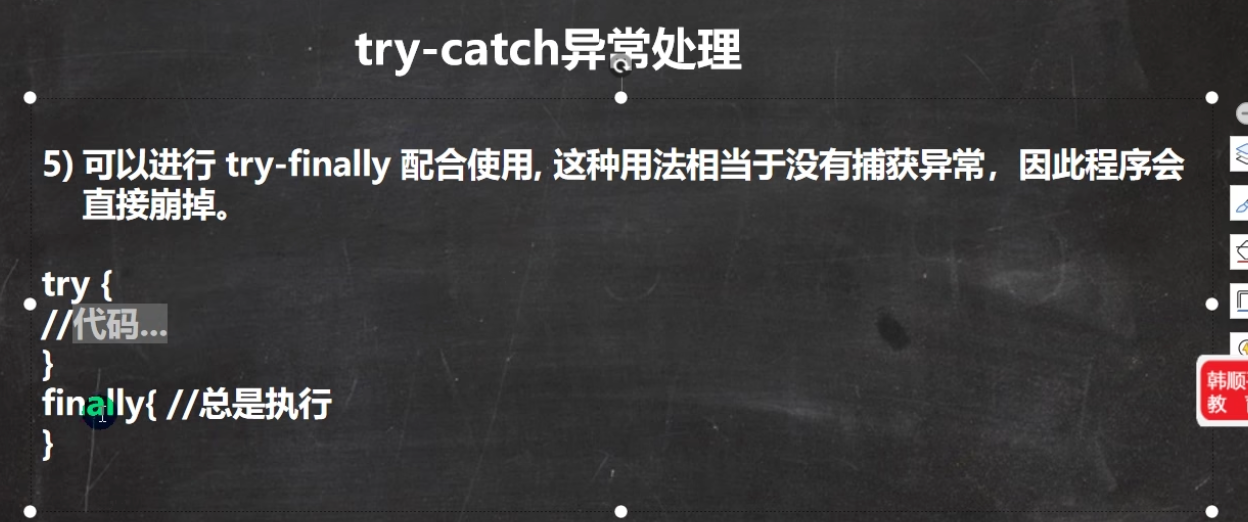 try-catch异常处理
5) 可以进行 try-finally 配合使用, 这种用法相当于没有捕获异常，因此程序会
直接崩掉。
try {
//代码...
}
finally{ //总是执行
}
韩顺
教